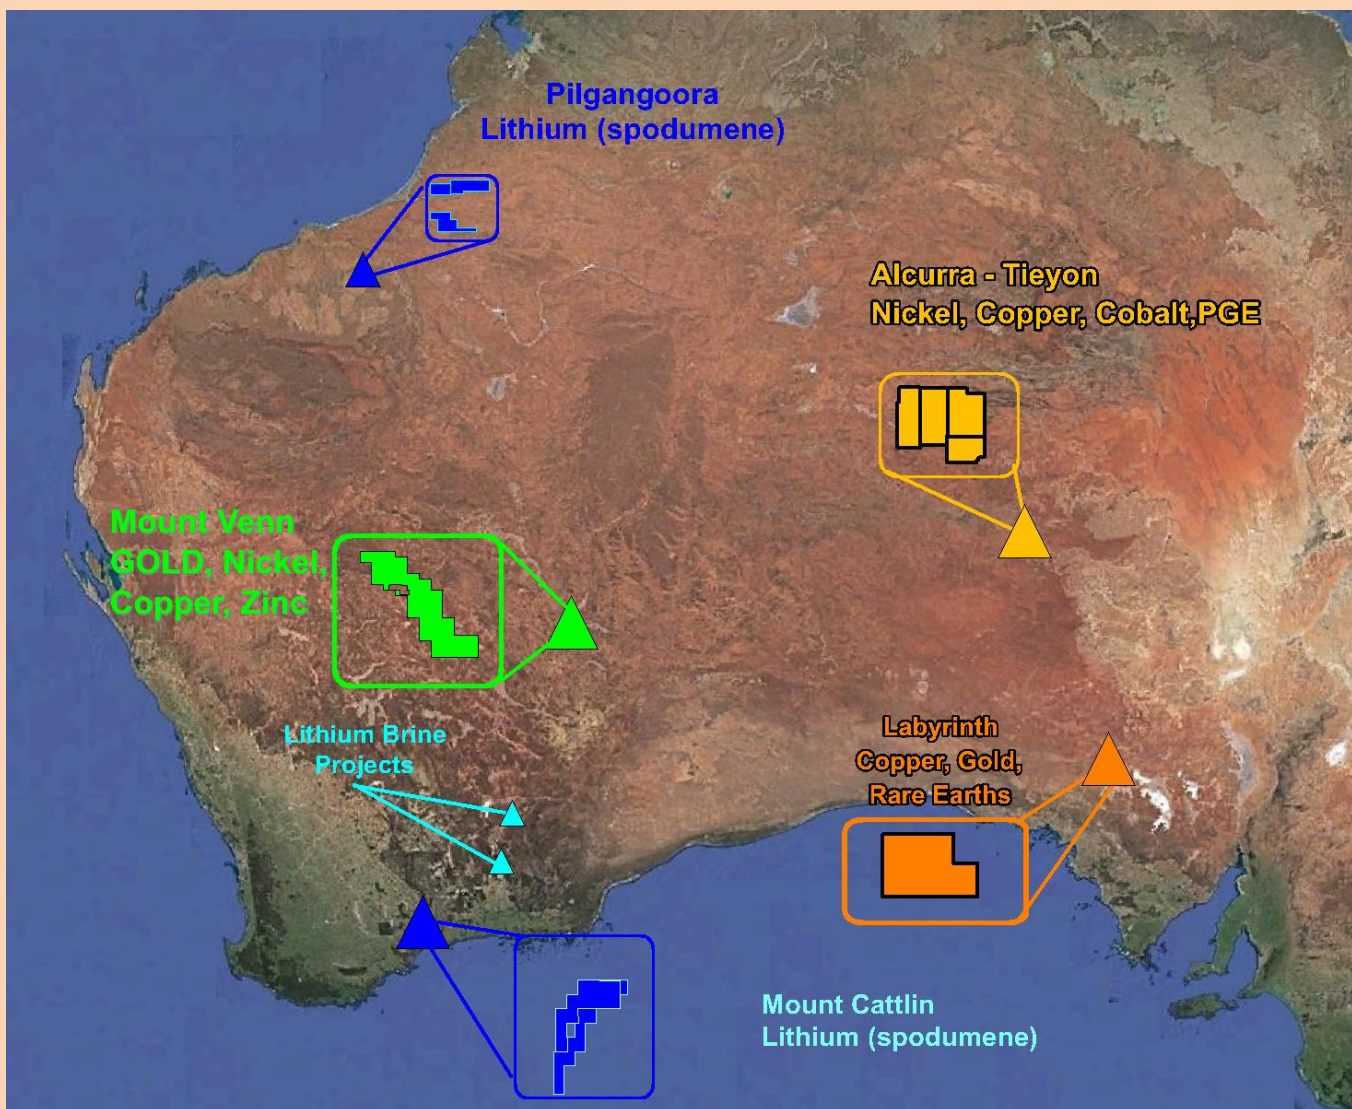 Pilgangoora
Lithium (spodumene)
Alcurra - Tieyon
Nickel, Copper, Cobalt,PGE
Mount Venn
GOLD, Nickel,
Copper, Zinc
Lithium Brine
Projects
Labyrinth
Copper, Gold,
Rare Earths
Mount Cattlin
Lithium (spodumene)